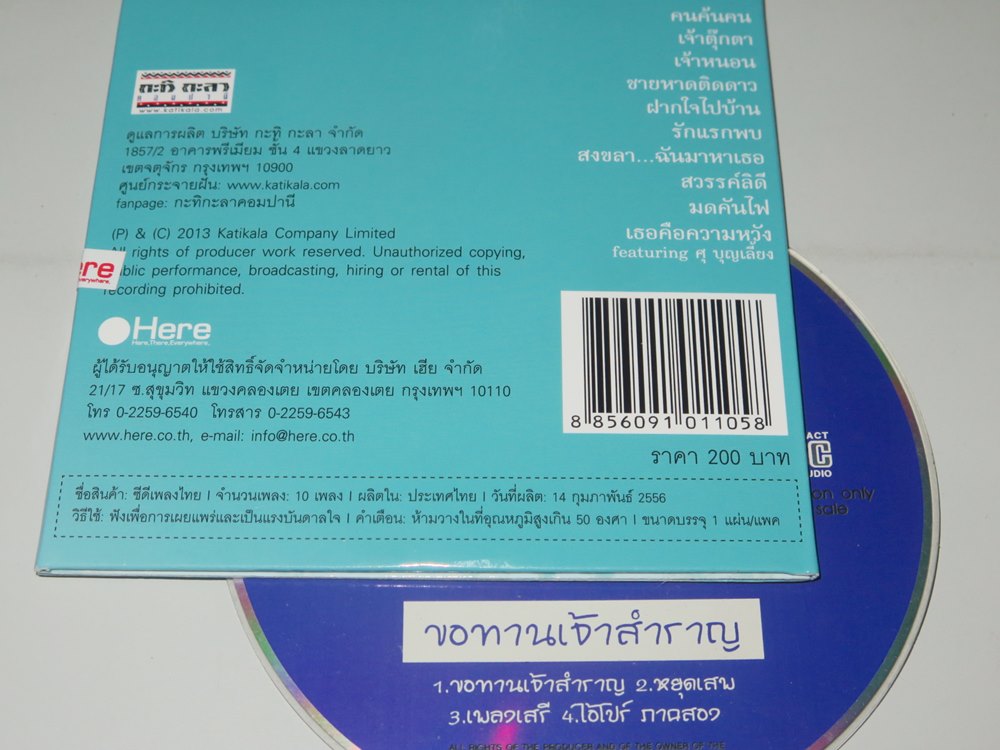 คนค้นฅน
เจ้าตุ๊กตา
เจ้าหนอน
ชายหาดติดดาว
ฝากใจไปบ้าน
รักแรกพบ
สงขลา...ฉันมาหาเธอ
สวรรค์ลิดี
มดคันไฟ
เธอคือความหวัง
featuring ศุ บุญเลี้ยง
กะทิ กะลา
www.katikala.com
ดูแลการผลิต บริษัท กะทิ กะลา จำกัด
1857/2 อาคารพรีเมียม ชั้น 4 แขวงลาดยาว
เขตจตุจักร กรุงเทพฯ 10900
ศูนย์กระจายฝัน: www.katikala.com
fanpage: กะทิกะลาคอมปานี
(P) & (C) 2013 Katikala Company Limited
rights of producer work reserved. Unauthorized copying,
performance, broadcasting, hiring or rental of this
recording prohibited.
ere
Here
Here,There,Everywhere.
ผู้ได้รับอนุญาตให้ใช้สิทธิ์จัดจำหน่ายโดย บริษัท เฮีย จำกัด
21/17 ซ.สุขุมวิท แขวงคลองเตย เขตคลองเตย กรุงเทพฯ 10110
โทร 0-2259-6540 โทรสาร 0-2259-6543
www.here.co.th, e-mail: info@here.co.th
8 856091 011058
ราคา 200 บาท
ชื่อสินค้า: ซีดีเพลงไทย | จำนวนเพลง: 10 เพลง | ผลิตใน: ประเทศไทย | วันที่ผลิต: 14 กุมภาพันธ์ 2556
วิธีใช้: ฟังเพื่อการเผยแพร่และเป็นแรงบันดาลใจ | คำเตือน: ห้ามวางในที่อุณหภูมิสูงเกิน 50 องศา | ขนาดบรรจุ 1 แผ่น/แพค
on only
sale
ขอทานเจ้าสำราญ
1.ขอทานเจ้าสำราญ 2.หยุดเสพ
3.เพลงเสรี 4.ไอ้โปร์ ภาคสอง
ALL RIGHTS OF THE PRODUCER AND OF THE OWNER OF THE